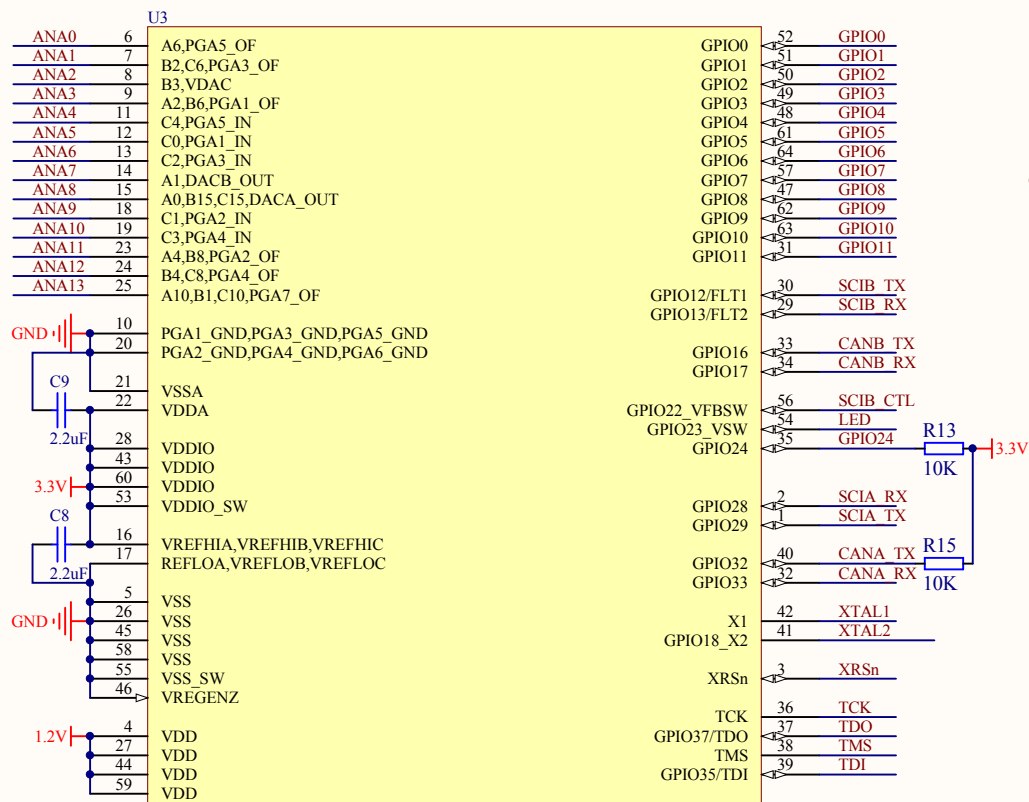 U3
ANA0 6 A6,PGA5_OF GPIO0 52 GPIO0
ANA1 7 B2,C6,PGA3_OF GPIO1 51 GPIO1
ANA2 8 B3,VDAC GPIO2 50 GPIO2
ANA3 9 A2,B6,PGA1_OF GPIO3 49 GPIO3
ANA4 11 C4,PGA5_IN GPIO4 48 GPIO4
ANA5 12 C0,PGA1_IN GPIO5 61 GPIO5
ANA6 13 C2,PGA3_IN GPIO6 64 GPIO6
ANA7 14 A1,DACB_OUT GPIO7 57 GPIO7
ANA8 15 A0,B15,C15,DACA_OUT GPIO8 47 GPIO8
ANA9 18 C1,PGA2_IN GPIO9 62 GPIO9
ANA10 19 C3,PGA4_IN GPIO10 63 GPIO10
ANA11 23 A4,B8,PGA2_OF GPIO11 31 GPIO11
ANA12 24 B4,C8,PGA4_OF
ANA13 25 A10,B1,C10,PGA7_OF GPIO12/FLT1 30 SCIB_TX
GPIO13/FLT2 29 SCIB_RX
GND 10 PGA1_GND,PGA3_GND,PGA5_GND
20 PGA2_GND,PGA4_GND,PGA6_GND GPIO16 33 CANB_TX
GPIO17 34 CANB_RX
C9 21 VSSA
22 VDDA GPIO22_VFBSW 56 SCIB_CTL
GPIO23_VSW 54 LED
2.2uF 28 VDDIO GPIO24 35 GPIO24 R13 10K 3.3V
43 VDDIO
3.3V 60 VDDIO
53 VDDIO_SW GPIO28 2 SCIA_RX
GPIO29 1 SCIA_TX
C8 16 VREFHIA,VREFHIB,VREFHIC
2.2uF 17 REFLOA,VREFLOB,VREFLOC GPIO32 40 CANA_TX R15 10K
GPIO33 32 CANA_RX
5 VSS
GND 26 VSS X1 42 XTAL1
45 VSS GPIO18_X2 41 XTAL2
58 VSS
55 VSS_SW XRSn 3 XRSn
46 VREGENZ
TCK 36 TCK
1.2V 4 VDD GPIO37/TDO 37 TDO
27 VDD TMS 38 TMS
44 VDD GPIO35/TDI 39 TDI
59 VDD